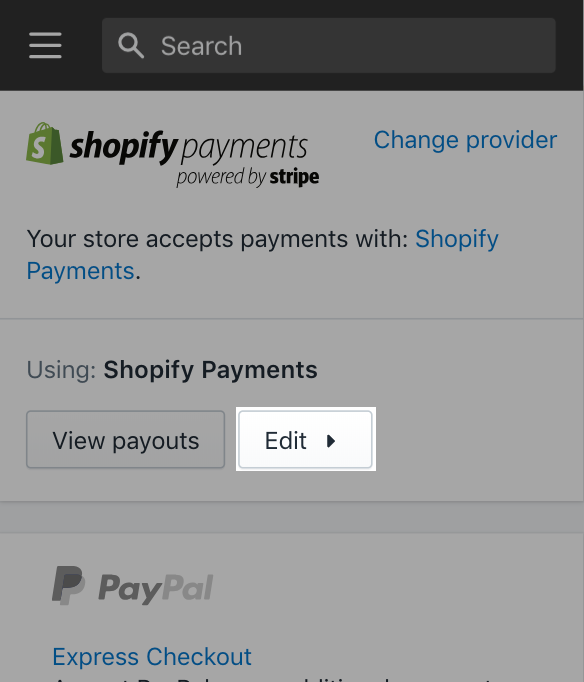 Search
shopify payments
powered by stripe
Change provider
Your store accepts payments with: Shopify
Payments.
Using: Shopify Payments
View payouts
Edit
PayPal
Express Checkout